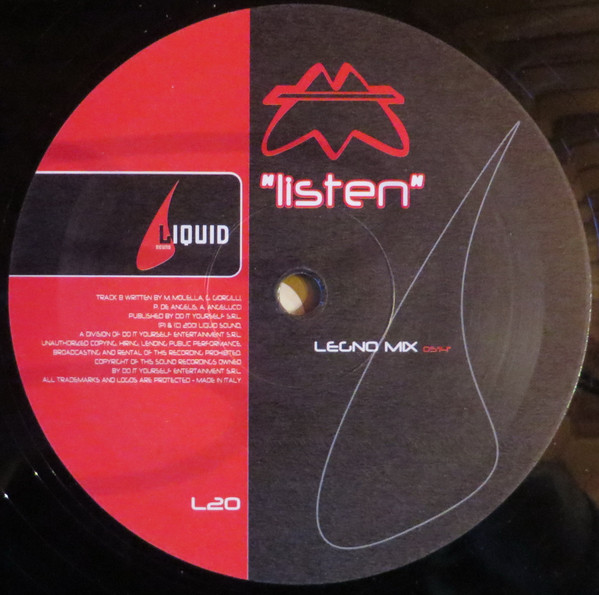 "listen"
LIQUID
SOUND
TRACK B WRITTEN BY M. MOLELLA, G. GIORGILLI,
P. DE ANGELIS, A. ANGELUCCI
PUBLISHED BY DO IT YOURSELF S.R.L.
(P) & (C) 2001 LIQUID SOUND,
A DIVISION OF DO IT YOURSELF ENTERTAINMENT S.R.L.
UNAUTHORIZED COPYING, HIRING, LENDING, PUBLIC PERFORMANCE,
BROADCASTING AND RENTAL OF THIS RECORDING PROHIBITED.
COPYRIGHT OF THIS SOUND RECORDINGS OWNED
BY DO IT YOURSELF ENTERTAINMENT S.R.L.
ALL TRADEMARKS AND LOGOS ARE PROTECTED - MADE IN ITALY
LEGNO MIX
L20